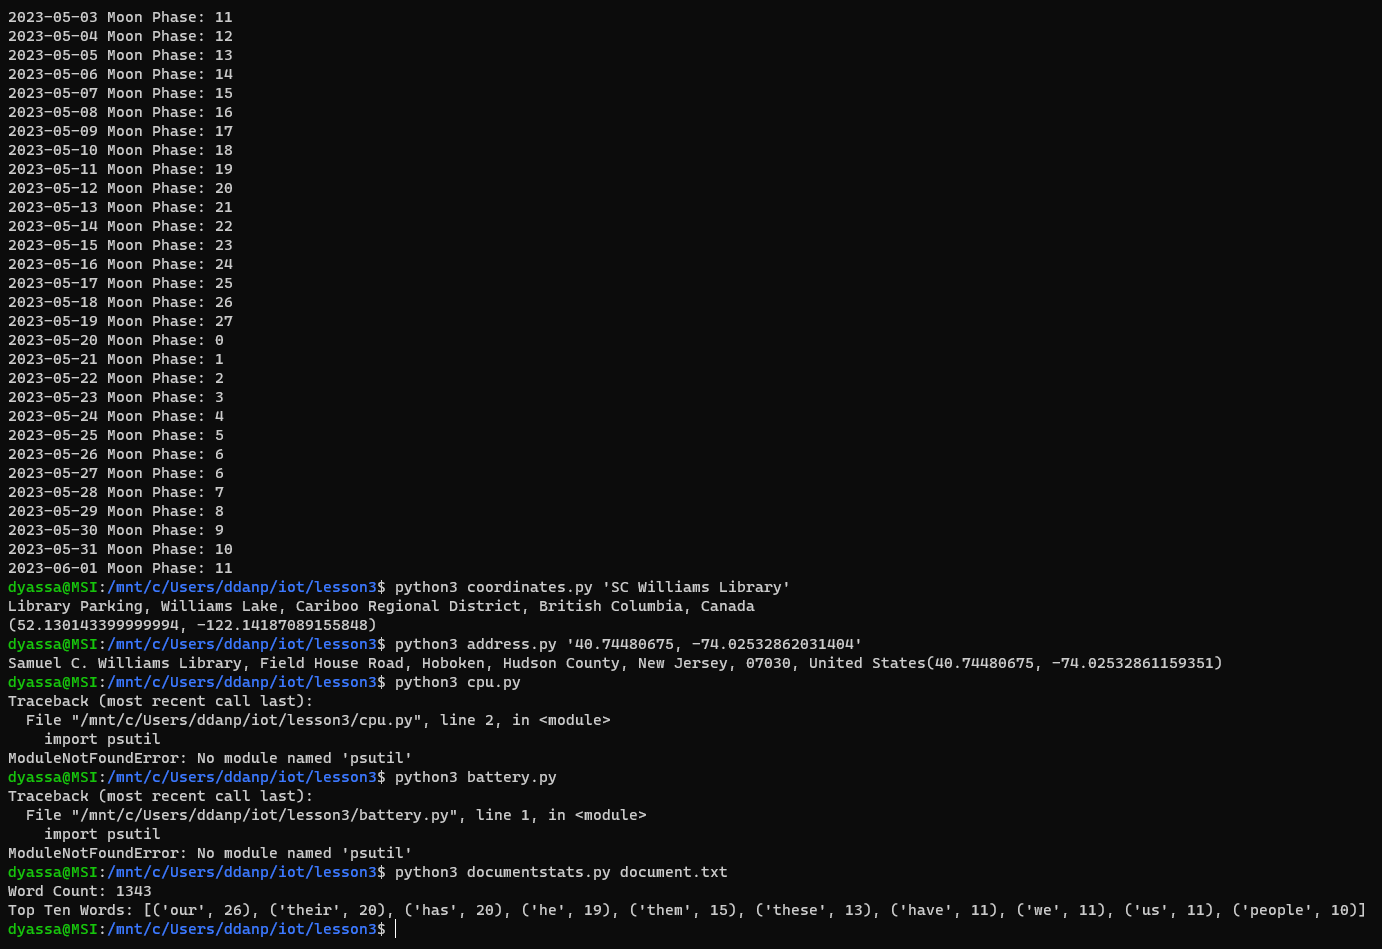 2023-05-03 Moon Phase: 11
2023-05-04 Moon Phase: 12
2023-05-05 Moon Phase: 13
2023-05-06 Moon Phase: 14
2023-05-07 Moon Phase: 15
2023-05-08 Moon Phase: 16
2023-05-09 Moon Phase: 17
2023-05-10 Moon Phase: 18
2023-05-11 Moon Phase: 19
2023-05-12 Moon Phase: 20
2023-05-13 Moon Phase: 21
2023-05-14 Moon Phase: 22
2023-05-15 Moon Phase: 23
2023-05-16 Moon Phase: 24
2023-05-17 Moon Phase: 25
2023-05-18 Moon Phase: 26
2023-05-19 Moon Phase: 27
2023-05-20 Moon Phase: 0
2023-05-21 Moon Phase: 1
2023-05-22 Moon Phase: 2
2023-05-23 Moon Phase: 3
2023-05-24 Moon Phase: 4
2023-05-25 Moon Phase: 5
2023-05-26 Moon Phase: 6
2023-05-27 Moon Phase: 6
2023-05-28 Moon Phase: 7
2023-05-29 Moon Phase: 8
2023-05-30 Moon Phase: 9
2023-05-31 Moon Phase: 10
2023-06-01 Moon Phase: 11
dyassa@MSI:/mnt/c/Users/ddanp/iot/lesson3$ python3 coordinates.py 'SC Williams Library'
Library Parking, Williams Lake, Cariboo Regional District, British Columbia, Canada
(52.130143399999994, -122.14187089155848)
dyassa@MSI:/mnt/c/Users/ddanp/iot/lesson3$ python3 address.py '40.74480675, -74.02532862031404'
Samuel C. Williams Library, Field House Road, Hoboken, Hudson County, New Jersey, 07030, United States(40.74480675, -74.02532861159351)
dyassa@MSI:/mnt/c/Users/ddanp/iot/lesson3$ python3 cpu.py
Traceback (most recent call last):
  File "/mnt/c/Users/ddanp/iot/lesson3/cpu.py", line 2, in <module>
    import psutil
ModuleNotFoundError: No module named 'psutil'
dyassa@MSI:/mnt/c/Users/ddanp/iot/lesson3$ python3 battery.py
Traceback (most recent call last):
  File "/mnt/c/Users/ddanp/iot/lesson3/battery.py", line 1, in <module>
    import psutil
ModuleNotFoundError: No module named 'psutil'
dyassa@MSI:/mnt/c/Users/ddanp/iot/lesson3$ python3 documentstats.py document.txt
Word Count: 1343
Top Ten Words: [('our', 26), ('their', 20), ('has', 20), ('he', 19), ('them', 15), ('these', 13), ('have', 11), ('we', 11), ('us', 11), ('people', 10)]
dyassa@MSI:/mnt/c/Users/ddanp/iot/lesson3$